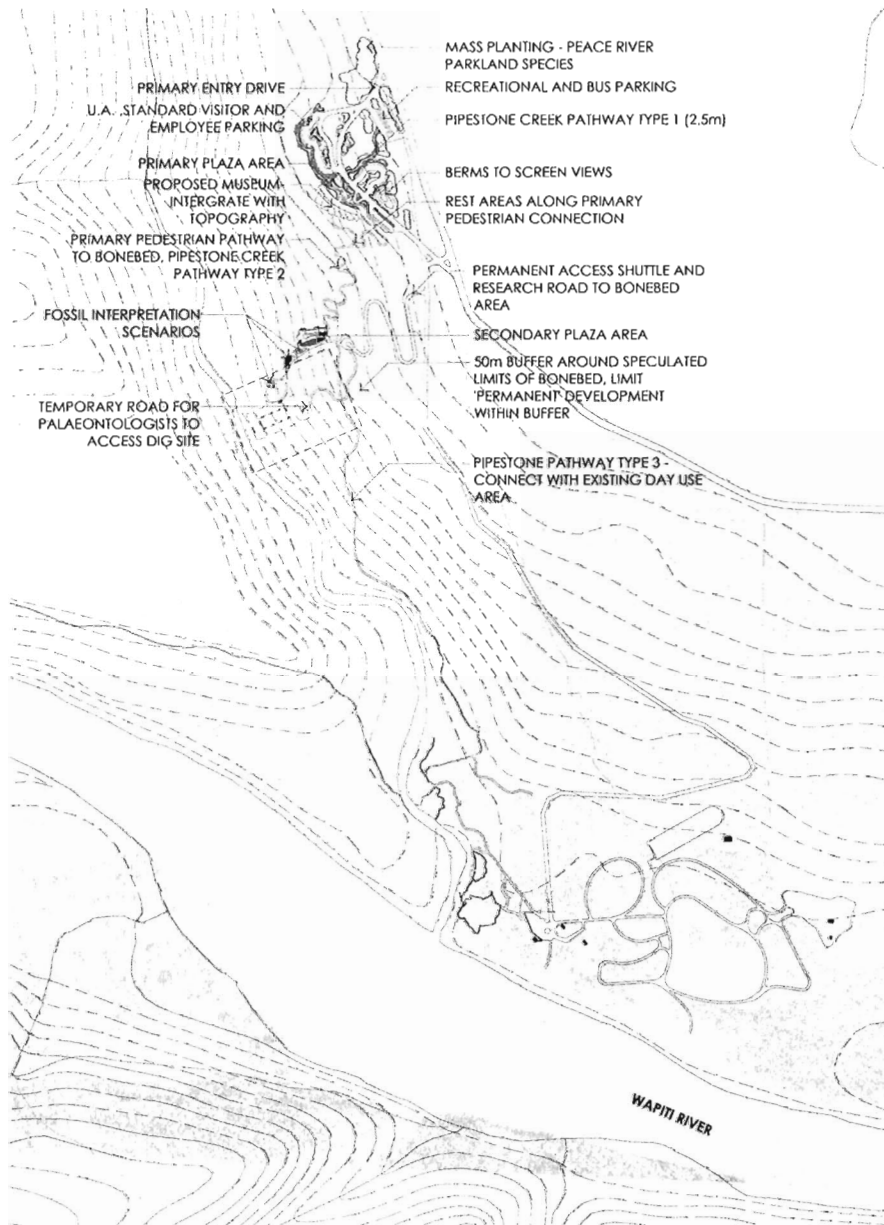 MASS PLANTING - PEACE RIVER
PARKLAND SPECIES
PRIMARY ENTRY DRIVE
RECREATIONAL AND BUS PARKING
U.A. STANDARD VISITOR AND
EMPLOYEE PARKING
PIPESTONE CREEK PATHWAY TYPE 1 (2.5m)
PRIMARY PLAZA AREA
BERMS TO SCREEN VIEWS
PROPOSED MUSEUM-
INTERGRATE WITH
TOPOGRAPHY
REST AREAS ALONG PRIMARY
PEDESTRIAN CONNECTION
PRIMARY PEDESTRIAN PATHWAY
TO BONEBED, PIPESTONE CREEK
PATHWAY TYPE 2
PERMANENT ACCESS SHUTTLE AND
RESEARCH ROAD TO BONEBED
AREA
FOSSIL INTERPRETATION
SCENARIOS
SECONDARY PLAZA AREA
50m BUFFER AROUND SPECULATED
LIMITS OF BONEBED, LIMIT
'PERMANENT' DEVELOPMENT
WITHIN BUFFER
TEMPORARY ROAD FOR
PALAEONTOLOGISTS TO
ACCESS DIG SITE
PIPESTONE PATHWAY TYPE 3 -
CONNECT WITH EXISTING DAY USE
AREA
WAPITI RIVER